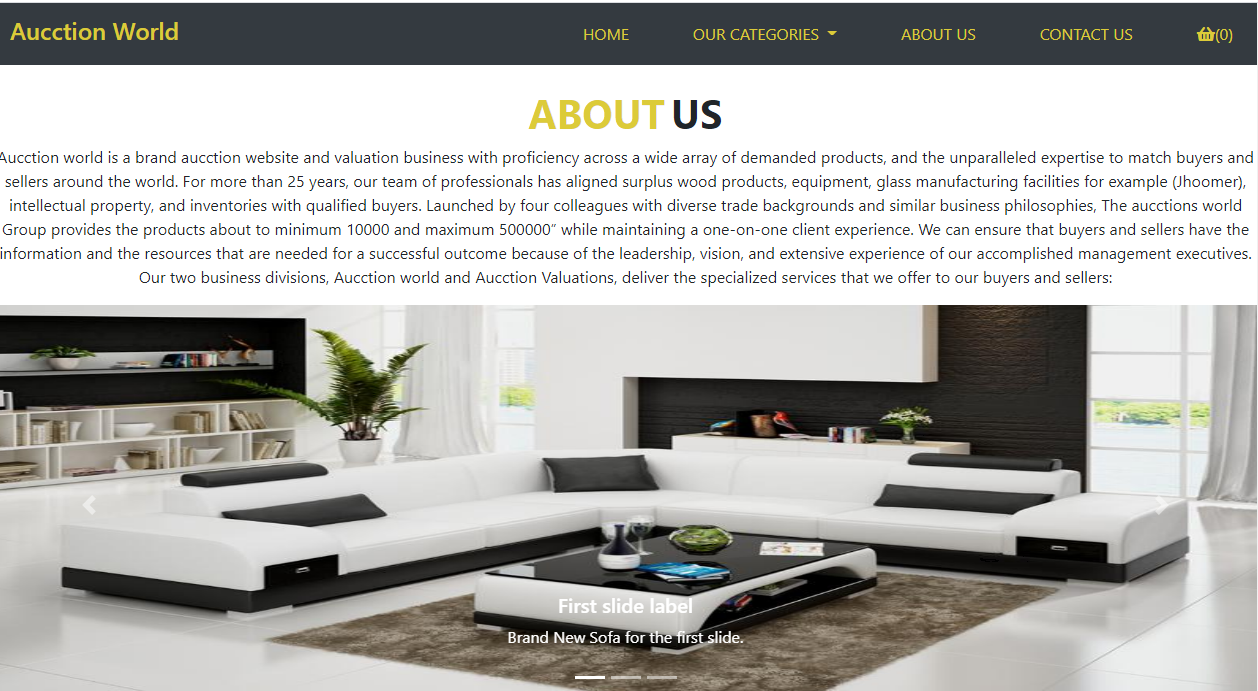 Aucction World
HOME
OUR CATEGORIES
ABOUT US
CONTACT US
(0)
ABOUT US
Aucction world is a brand aucction website and valuation business with proficiency across a wide array of demanded products, and the unparalleled expertise to match buyers and
sellers around the world. For more than 25 years, our team of professionals has aligned surplus wood products, equipment, glass manufacturing facilities for example (Jhoomer),
intellectual property, and inventories with qualified buyers. Launched by four colleagues with diverse trade backgrounds and similar business philosophies, The aucctions world
Group provides the products about to minimum 10000 and maximum 500000” while maintaining a one-on-one client experience. We can ensure that buyers and sellers have the
information and the resources that are needed for a successful outcome because of the leadership, vision, and extensive experience of our accomplished management executives.
Our two business divisions, Aucction world and Aucction Valuations, deliver the specialized services that we offer to our buyers and sellers:
First slide label
Brand New Sofa for the first slide.